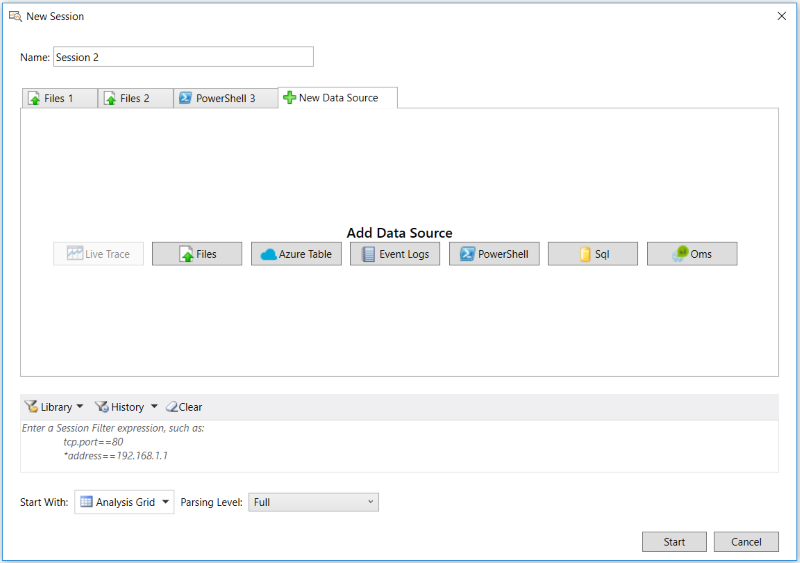 New Session
Name: Session 2
Files 1 Files 2 PowerShell 3 New Data Source
Add Data Source
Live Trace Files Azure Table Event Logs PowerShell Sql Oms
Library History Clear
Enter a Session Filter expression, such as:
tcp.port==80
*address==192.168.1.1
Start With: Analysis Grid Parsing Level: Full
Start Cancel